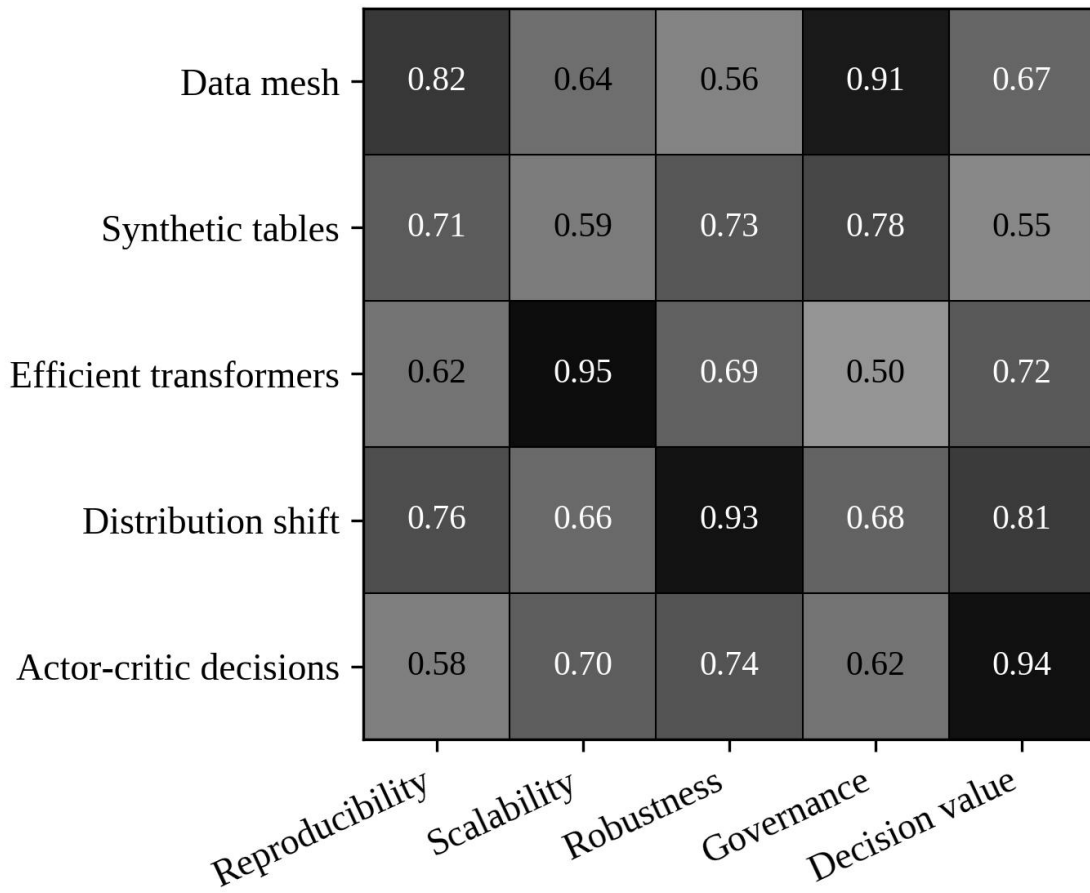 Data mesh 0.82 0.64 0.56 0.91 0.67
Synthetic tables 0.71 0.59 0.73 0.78 0.55
Efficient transformers 0.62 0.95 0.69 0.50 0.72
Distribution shift 0.76 0.66 0.93 0.68 0.81
Actor-critic decisions 0.58 0.70 0.74 0.62 0.94
Reproducibility Scalability Robustness Governance Decision value